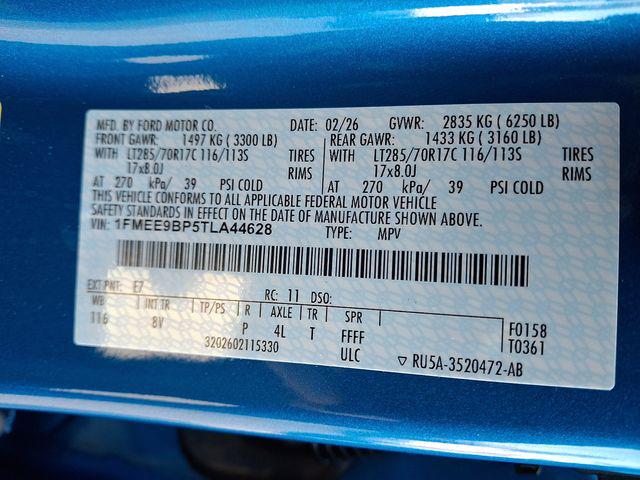 MFD. BY FORD MOTOR CO. DATE: 02/26 GVWR: 2835 KG ( 6250 LB)
FRONT GAWR: 1497 KG ( 3300 LB) REAR GAWR: 1433 KG ( 3160 LB)
WITH LT285/70R17C 116/113S TIRES WITH LT285/70R17C 116/113S TIRES
17x8.0J RIMS 17x8.0J RIMS
AT 270 kPa/ 39 PSI COLD AT 270 kPa/ 39 PSI COLD
THIS VEHICLE CONFORMS TO ALL APPLICABLE FEDERAL MOTOR VEHICLE
SAFETY STANDARDS IN EFFECT ON THE DATE OF MANUFACTURE SHOWN ABOVE.
VIN: 1FMEE9BP5TLA44628 TYPE: MPV
EXT PNT: E7 RC: 11 DSO:
WB INT TR TP/PS R AXLE TR SPR
116 8V P 4L T FFFF F0158
3202602115330 ULC T0361
▽ RU5A-3520472-AB